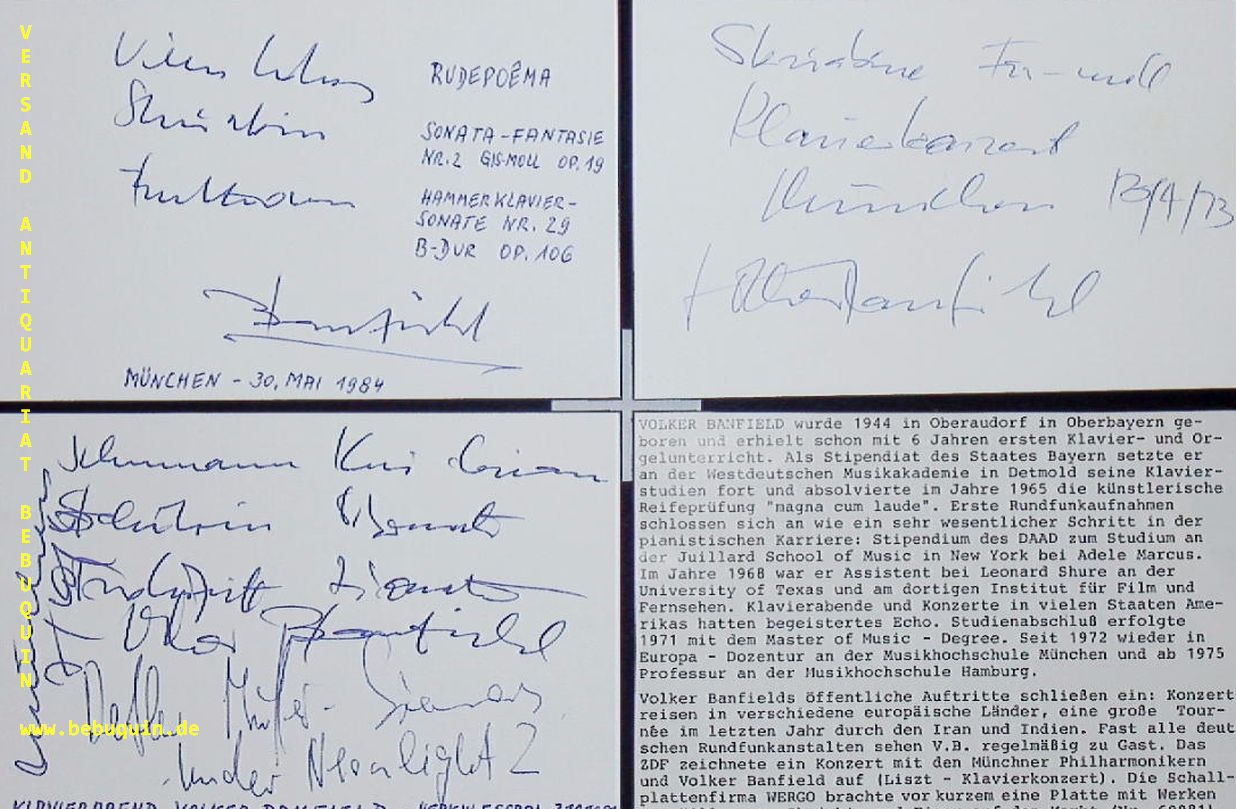 VERSAND ANTIQUARIAT BEBUQUIN
RUDEPOÊMA
Skrjabin
SONATA-FANTASIE
NR.2 GIS-MOLL OP.19
HAMMERKLAVIER-
SONATE NR. 29
B-DUR OP. 106
Banfield
MÜNCHEN - 30. MAI 1984
Skrjabine Fis-moll
Klavierkonzert
München 13/4/73
Volker Banfield
Schumann
Skrjabin
Volker Banfield
Detlev Müller-Siemens
Under Neonlight 2
www.bebuquin.de
KLAVIERABEND VOLKER BANFIELD
VOLKER BANFIELD wurde 1944 in Oberaudorf in Oberbayern ge-
boren und erhielt schon mit 6 Jahren ersten Klavier- und Or-
gelunterricht. Als Stipendiat des Staates Bayern setzte er
an der Westdeutschen Musikakademie in Detmold seine Klavier-
studien fort und absolvierte im Jahre 1965 die künstlerische
Reifeprüfung "magna cum laude". Erste Rundfunkaufnahmen
schlossen sich an wie ein sehr wesentlicher Schritt in der
pianistischen Karriere: Stipendium des DAAD zum Studium an
der Juillard School of Music in New York bei Adele Marcus.
Im Jahre 1968 war er Assistent bei Leonard Shure an der
University of Texas und am dortigen Institut für Film und
Fernsehen. Klavierabende und Konzerte in vielen Staaten Ame-
rikas hatten begeistertes Echo. Studienabschluß erfolgte
1971 mit dem Master of Music - Degree. Seit 1972 wieder in
Europa - Dozentur an der Musikhochschule München und ab 1975
Professor an der Musikhochschule Hamburg.
Volker Banfields öffentliche Auftritte schließen ein: Konzert
reisen in verschiedene europäische Länder, eine große Tour-
née im letzten Jahr durch den Iran und Indien. Fast alle deut
schen Rundfunkanstalten sehen V.B. regelmäßig zu Gast. Das
ZDF zeichnete ein Konzert mit den Münchner Philharmonikern
und Volker Banfield auf (Liszt - Klavierkonzert). Die Schall-
plattenfirma WERGO brachte vor kurzem eine Platte mit Werken